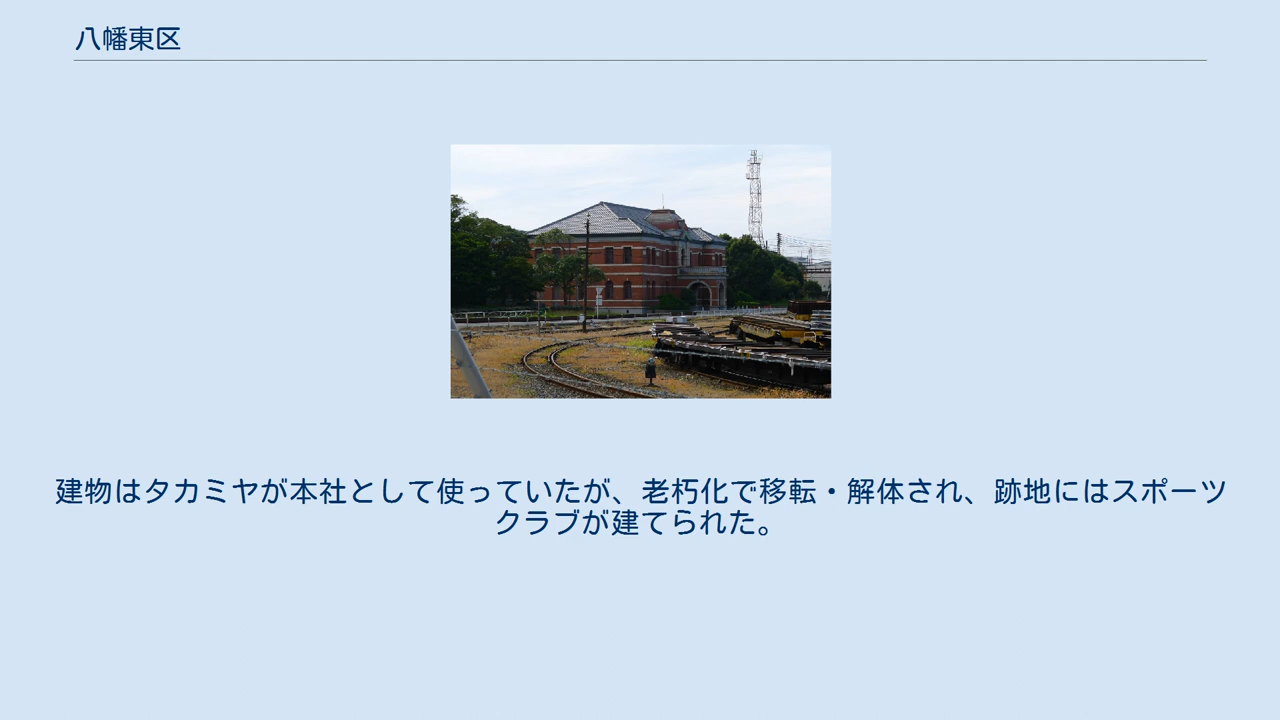 八幡東区
建物はタカミヤが本社として使っていたが、老朽化で移転・解体され、跡地にはスポーツ
クラブが建てられた。